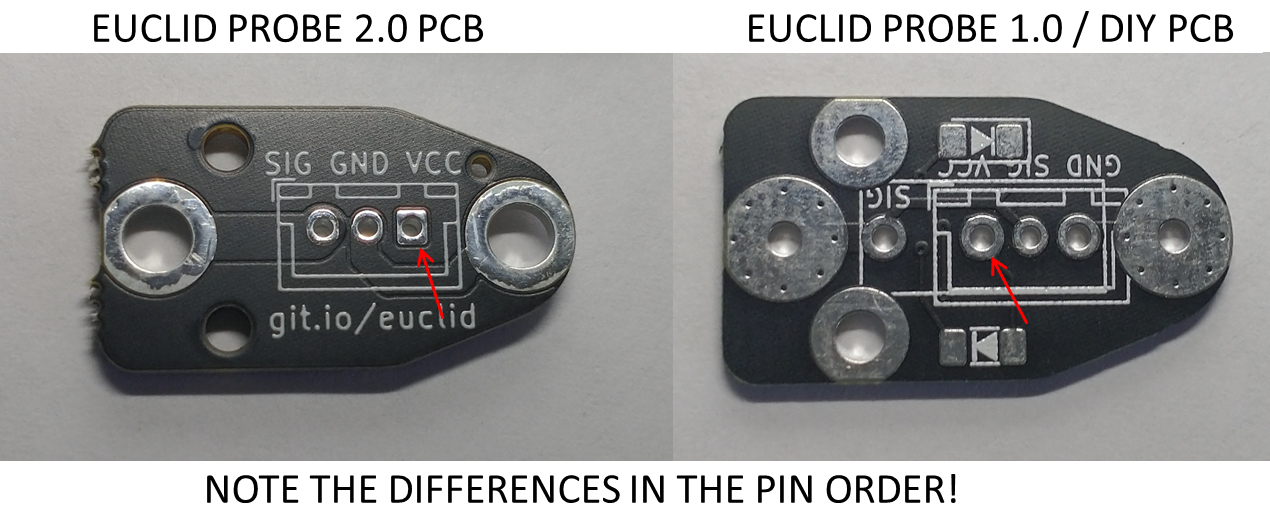 EUCLID PROBE 2.0 PCB
EUCLID PROBE 1.0 / DIY PCB
SIG GND VCC
git.io/euclid
GND SIG VCC
SIG
NOTE THE DIFFERENCES IN THE PIN ORDER!